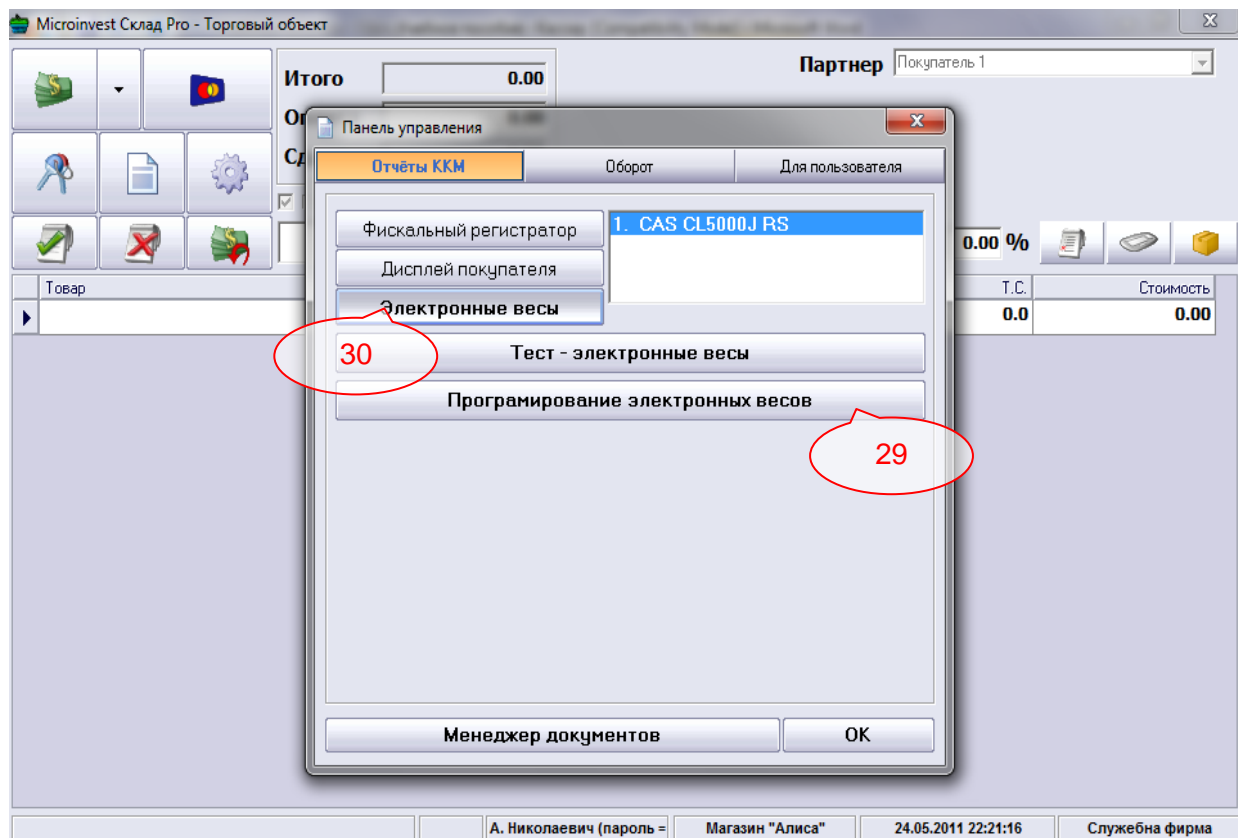 Microinvest Склад Pro - Торговый объект
Итого 0.00
Партнер Покупатель 1
Панель управления
Отчёты ККМ Оборот Для пользователя
Фискальный регистратор
1. CAS CL5000J RS
Дисплей покупателя
0.00 %
Электронные весы
Товар Т.С. Стоимость
0.0 0.00
30
Тест - электронные весы
Програмирование электронных весов
29
Менеджер документов OK
А. Николаевич (пароль = Магазин "Алиса" 24.05.2011 22:21:16 Служебна фирма